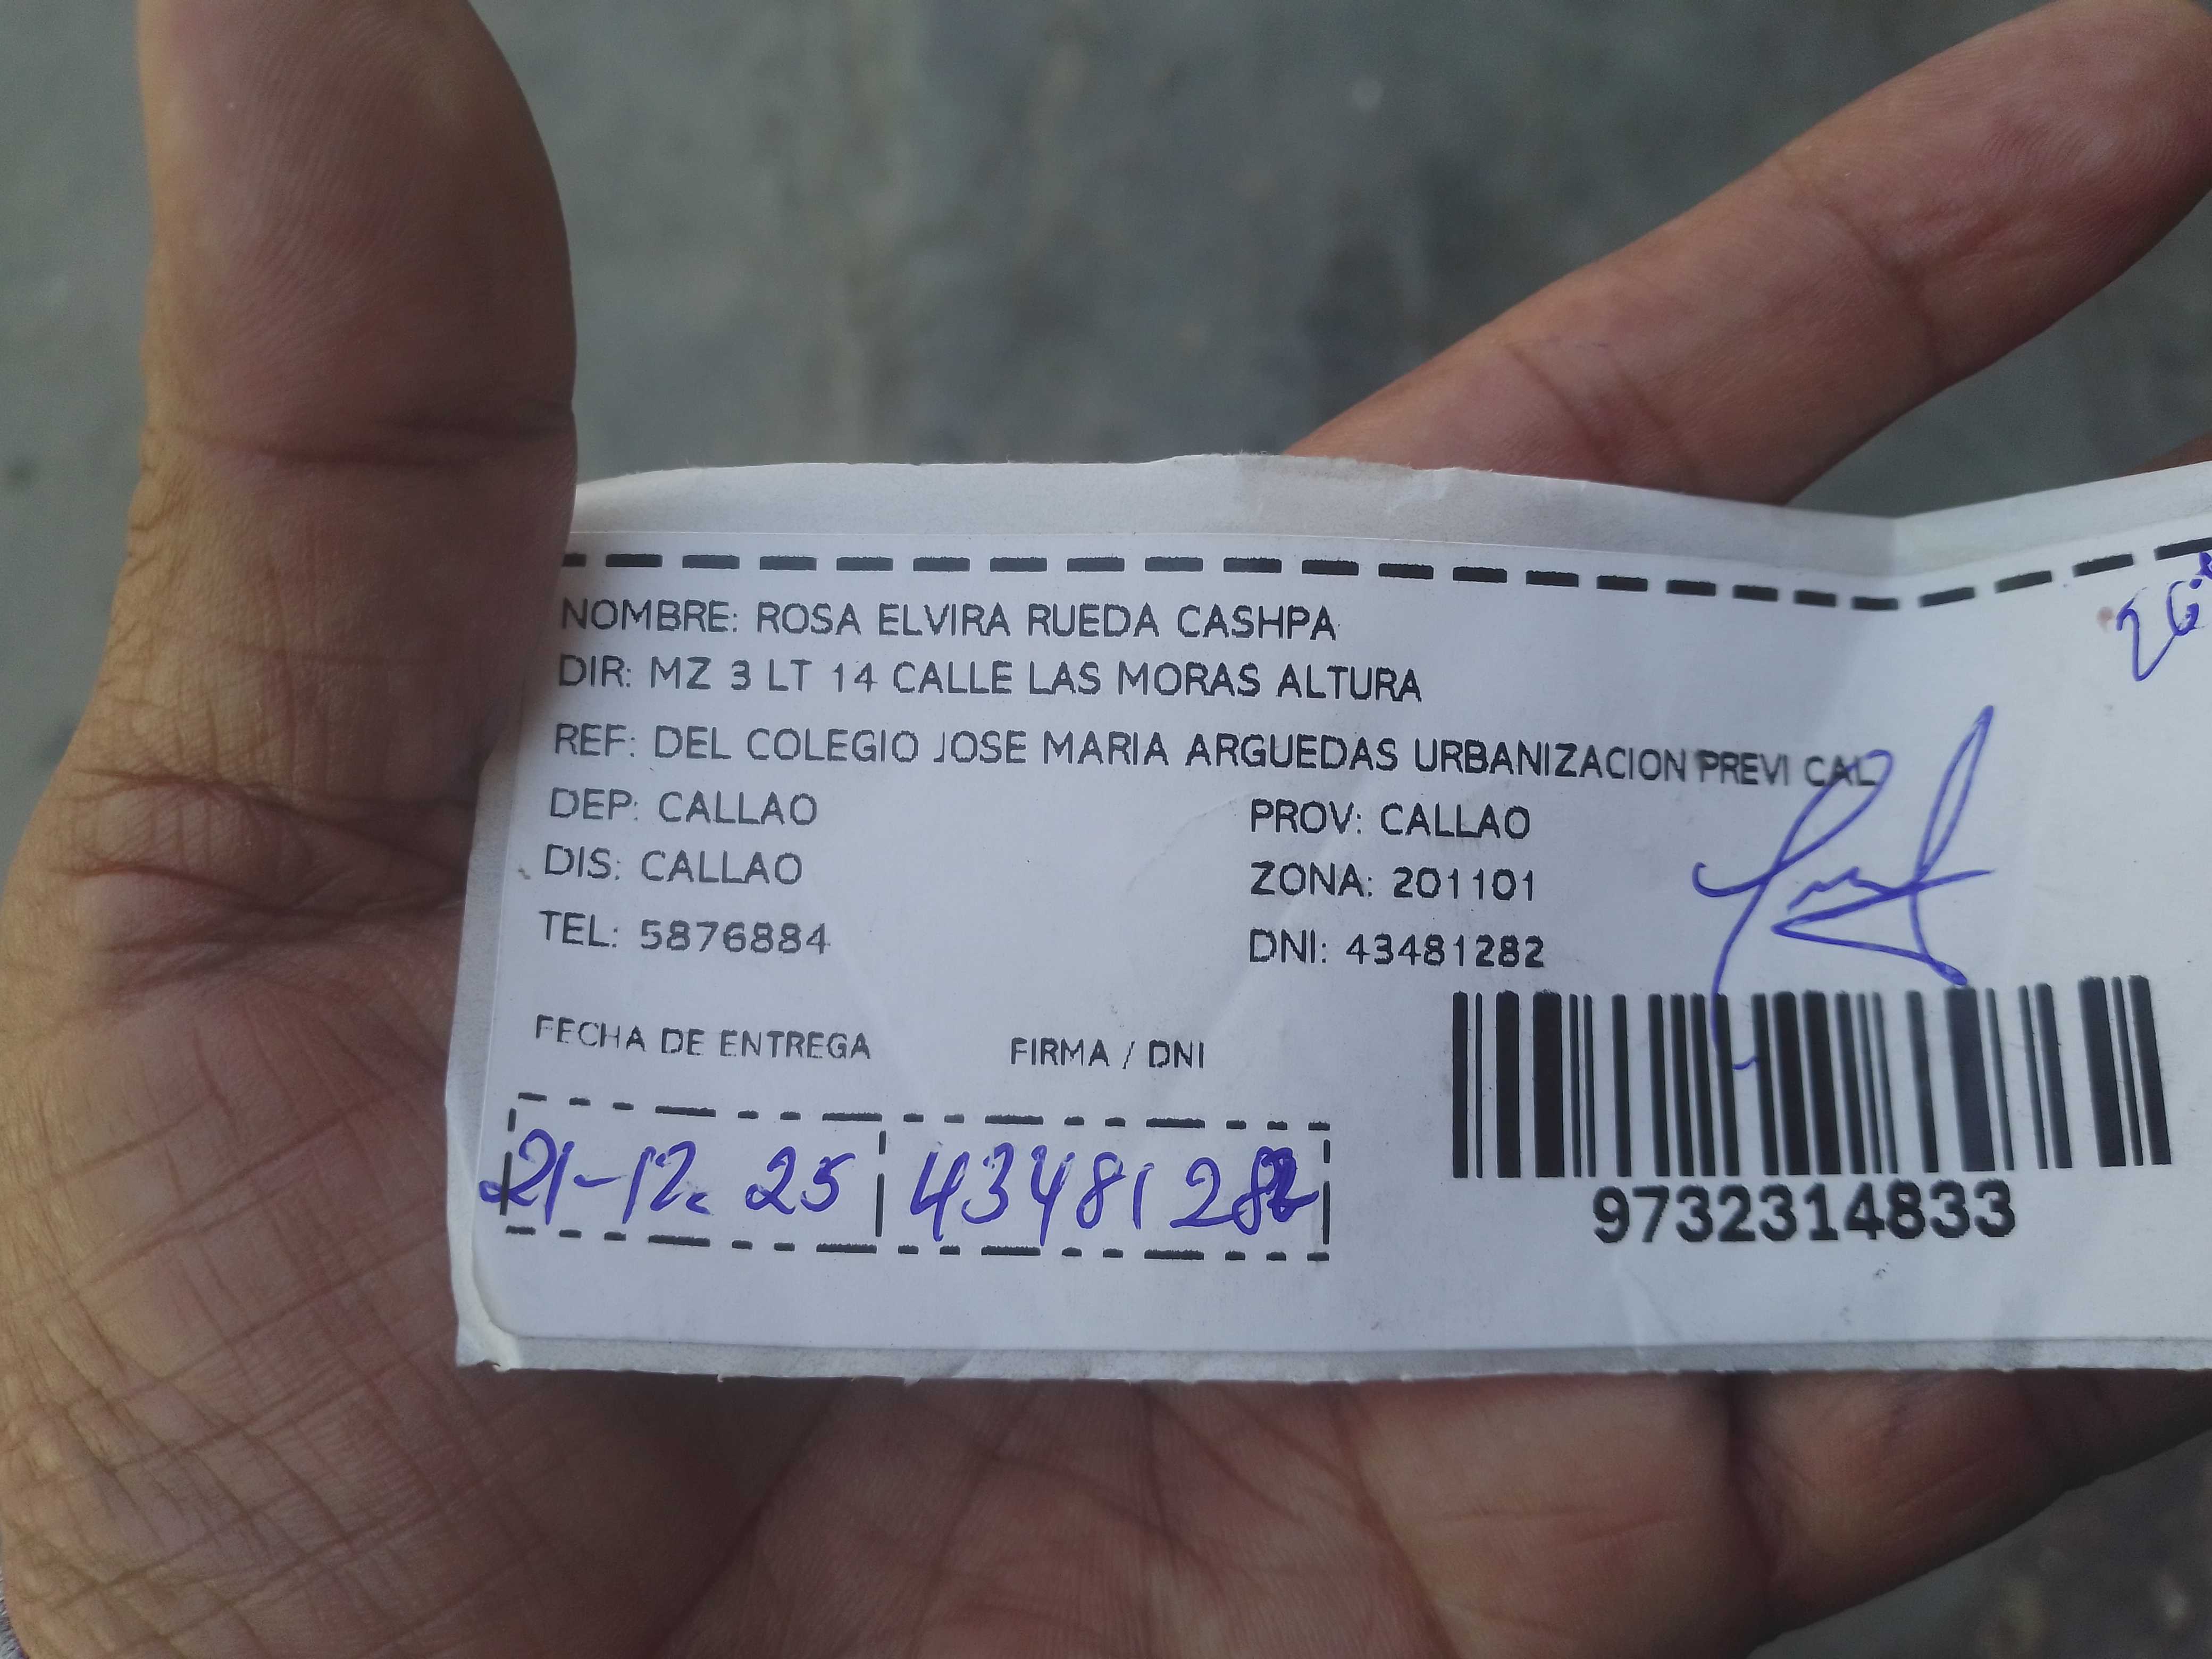 NOMBRE: ROSA ELVIRA RUEDA CASHPA
DIR: MZ 3 LT 14 CALLE LAS MORAS ALTURA
REF: DEL COLEGIO JOSE MARIA ARGUEDAS URBANIZACION PREVI CAL
DEP: CALLAO PROV: CALLAO
DIS: CALLAO ZONA: 201101
TEL: 5876884 DNI: 43481282
FECHA DE ENTREGA FIRMA / DNI
21-12. 25 43481282
9732314833